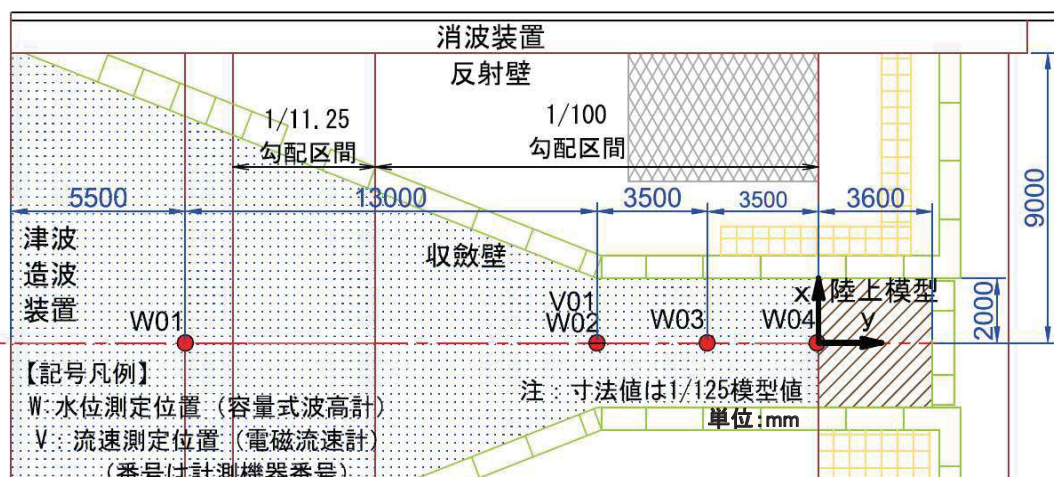 消波装置
反射壁
1/11.25
勾配区間
1/100
勾配区間
5500
13000
3500
3500
3600
9000
津波
造波
装置
収斂壁
W01
V01
W02
W03
W04
x
陸上模型
y
2000
【記号凡例】
W:水位測定位置（容量式波高計）
V：流速測定位置（電磁流速計）
（番号は計測機器番号）
注：寸法値は1/125模型値
単位:mm